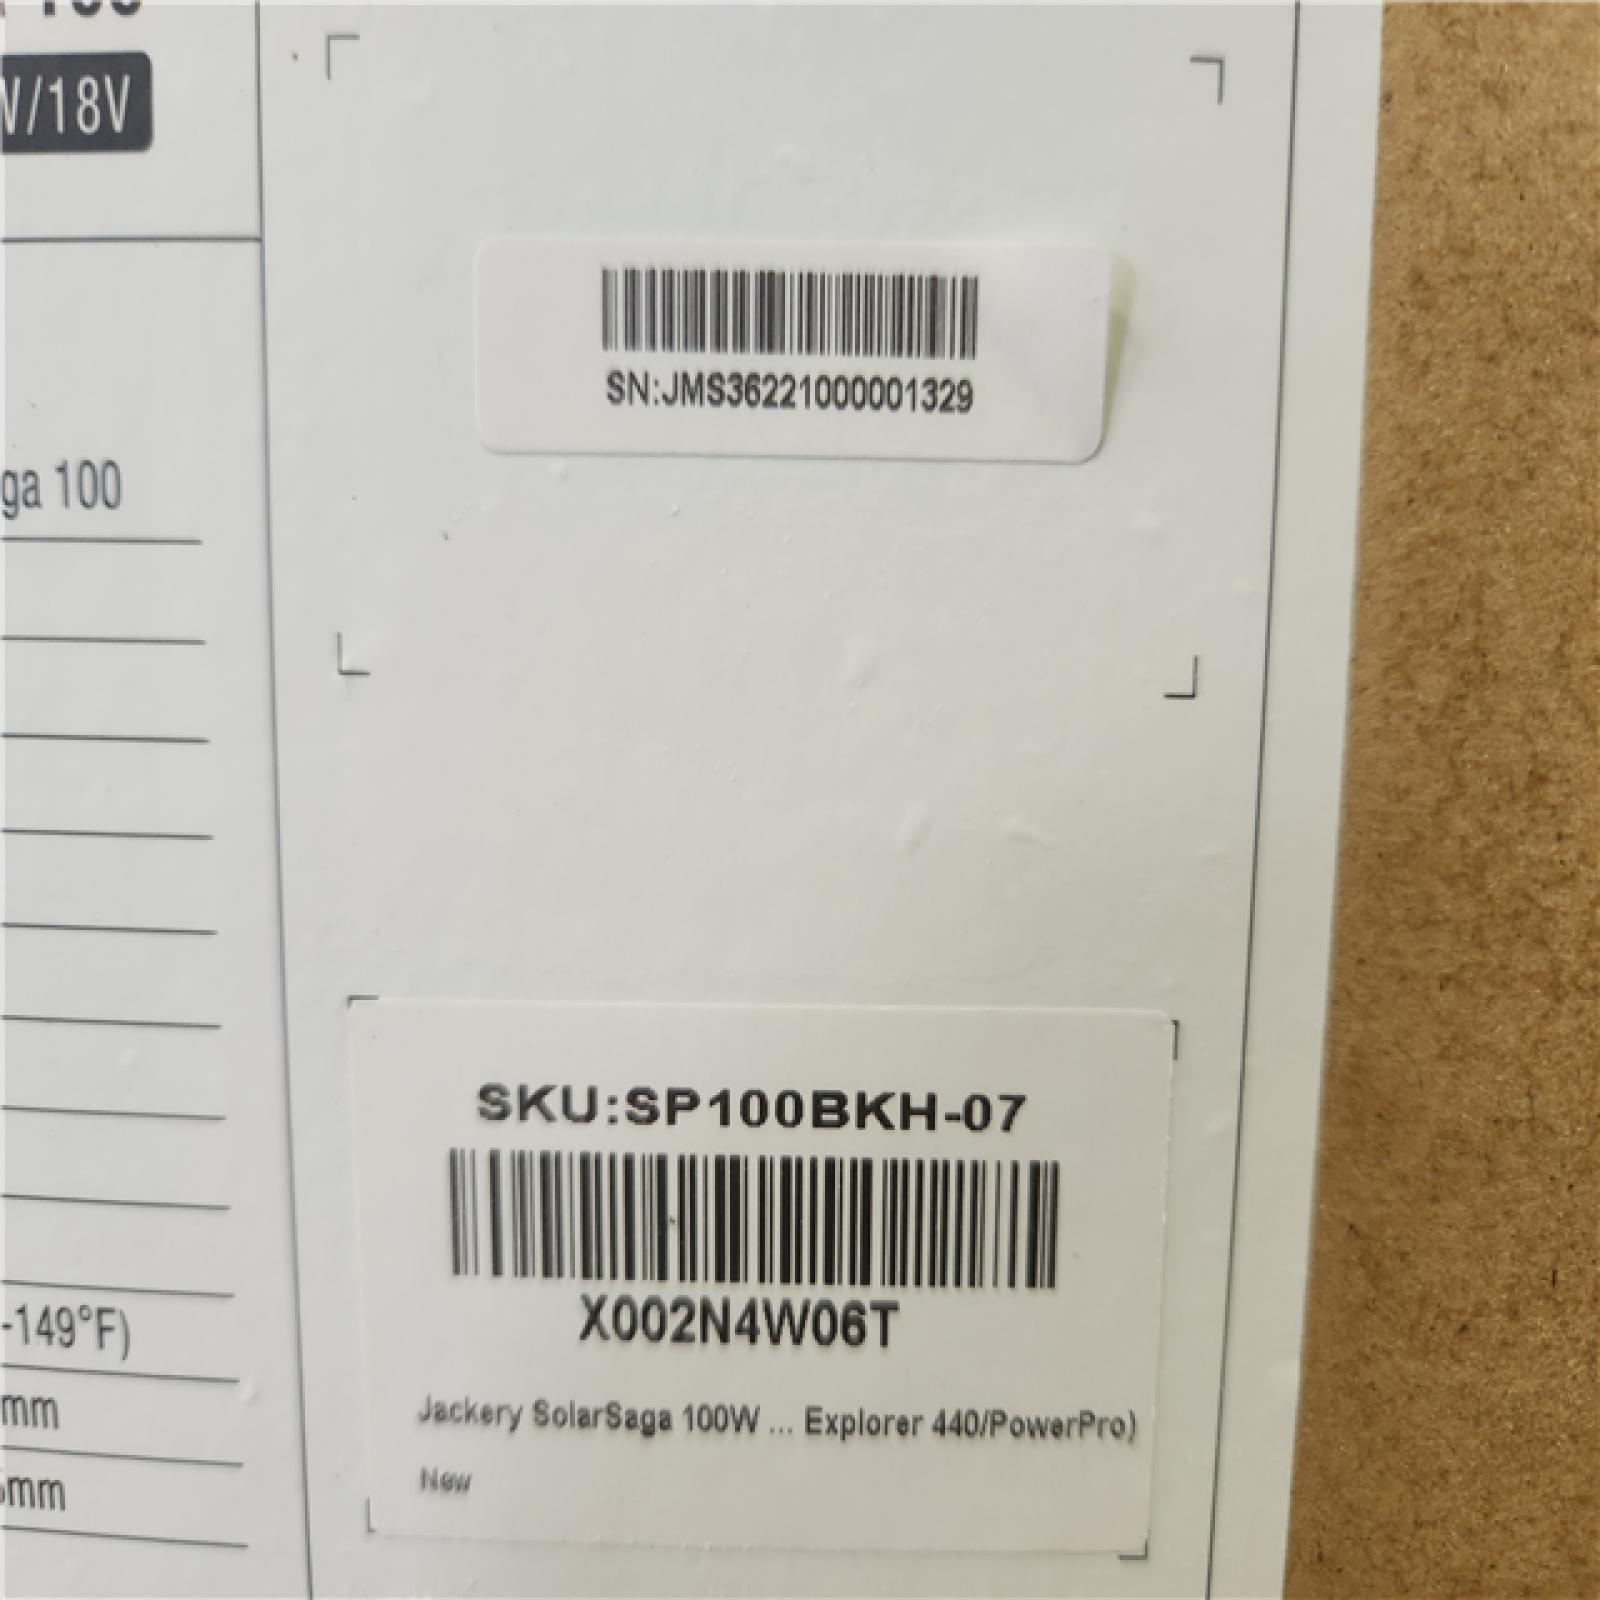 W/18V
ga 100
-149°F)
mm
mm
SN:JMS36221000001329
SKU:SP100BKH-07
X002N4W06T
Jackery SolarSaga 100W ... Explorer 440/PowerPro)
New